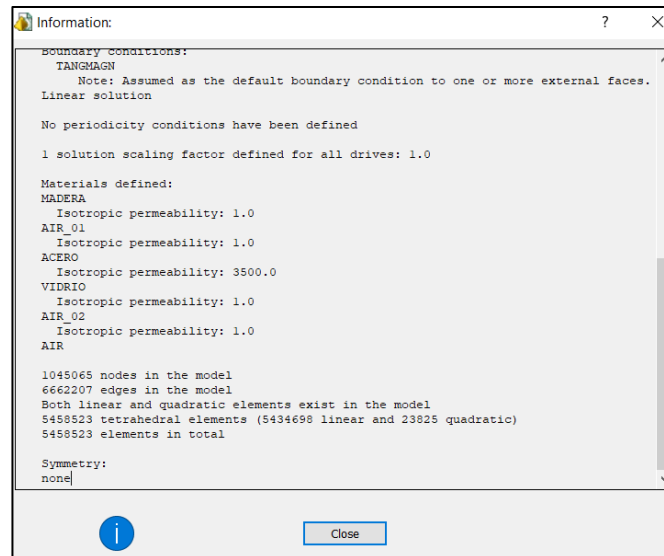 Information:
?
Boundary conditions:
TANGMAGN
Note: Assumed as the default boundary condition to one or more external faces.
Linear solution
No periodicity conditions have been defined
1 solution scaling factor defined for all drives: 1.0
Materials defined:
MADERA
Isotropic permeability: 1.0
AIR_01
Isotropic permeability: 1.0
ACERO
Isotropic permeability: 3500.0
VIDRIO
Isotropic permeability: 1.0
AIR_02
Isotropic permeability: 1.0
AIR
1045065 nodes in the model
6662207 edges in the model
Both linear and quadratic elements exist in the model
5458523 tetrahedral elements (5434698 linear and 23825 quadratic)
5458523 elements in total
Symmetry:
none
Close